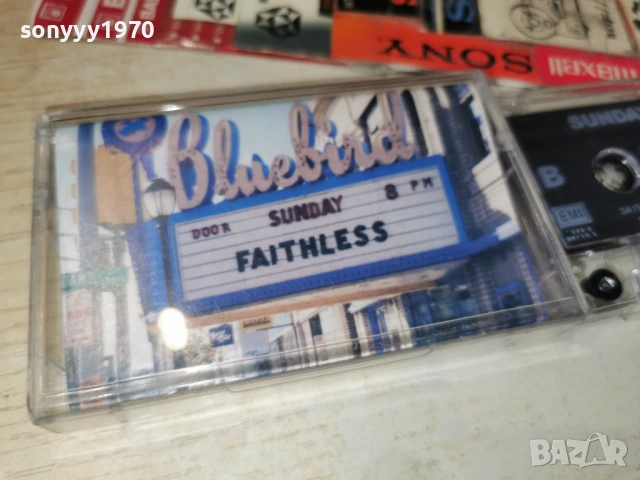 sonyyy1970
SONY
maxell
Bluebird
DOOR SUNDAY 8 PM
FAITHLESS
SUNDAY
B
EMI
BAZAR